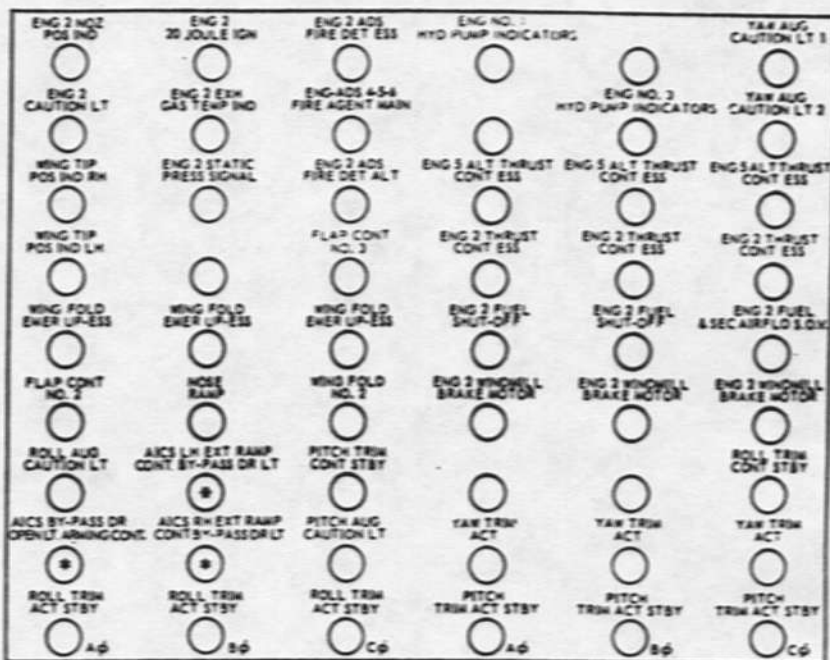 ENG 2 NOZ
POS IND
ENG 2
20 JOULE IGN
ENG 2 ADS
FIRE DET ESS
ENG NO.
HYD PUMP INDICATORS
YAW AUG
CAUTION LT 1
ENG 2
CAUTION LT
ENG 2 EXH
GAS TEMP IND
ENG-ADS 4-5-6
FIRE AGENT MAIN
ENG NO. 3
HYD PUMP INDICATORS
YAW AUG
CAUTION LT 2
WING TIP
POS IND RH
ENG 2 STATIC
PRESS SIGNAL
ENG 2 ADS
FIRE DET ALT
ENG 5 ALT THRUST
CONT ESS
ENG 5 ALT THRUST
CONT ESS
ENG 5 ALT THRUST
CONT ESS
WING TIP
POS IND LH
FLAP CONT
NO. 3
ENG 2 THRUST
CONT ESS
ENG 2 THRUST
CONT ESS
ENG 2 THRUST
CONT ESS
WING FOLD
EMER UP-ESS
WING FOLD
EMER UP-ESS
WING FOLD
EMER UP-ESS
ENG 2 FUEL
SHUT-OFF
ENG 2 FUEL
SHUT-OFF
ENG 2 FUEL
& SEC AIRFLO
FLAP CONT
NO. 2
NOSE
RAMP
WING FOLD
NO. 2
ENG 2 WINDMILL
BRAKE MOTOR
ENG 2 WINDMILL
BRAKE MOTOR
ENG 2 WINDMILL
BRAKE MOTOR
ROLL AUG
CAUTION LT
AICS LH EXT RAMP
CONT. BY-PASS DR LT
PITCH TRIM
CONT STBY
ROLL TRIM
CONT STBY
*
AICS BY-PASS DR
OPEN LT. ARMING CONT.
AICS RH EXT RAMP
CONT BY-PASS DR LT
PITCH AUG
CAUTION LT
YAW TRIM
ACT
YAW TRIM
ACT
YAW TRIM
ACT
* *
ROLL TRIM
ACT STBY
ROLL TRIM
ACT STBY
ROLL TRIM
ACT STBY
PITCH
TRIM ACT STBY
PITCH
TRIM ACT STBY
PITCH
TRIM ACT STBY
Aϕ Bϕ Cϕ Aϕ Bϕ Cϕ